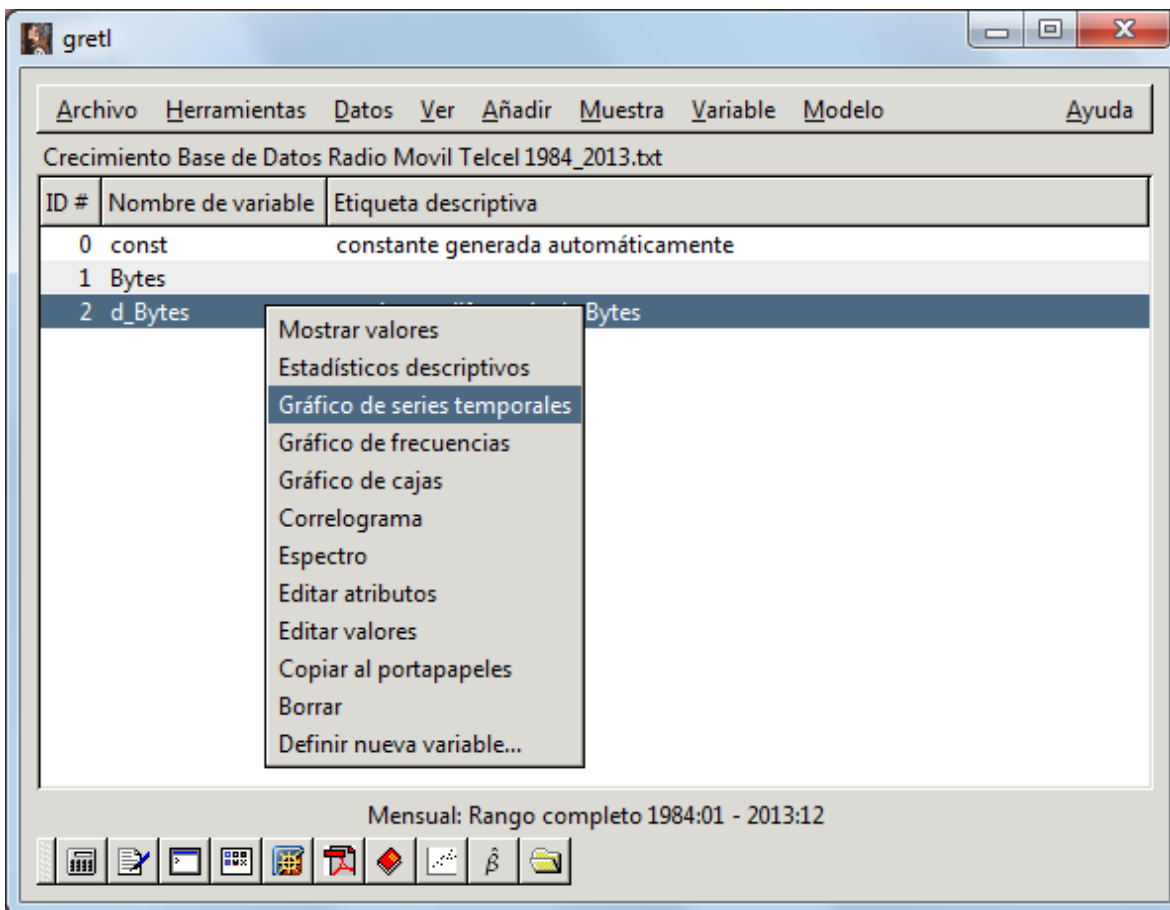 gretl
Archivo Herramientas Datos Ver Añadir Muestra Variable Modelo Ayuda
Crecimiento Base de Datos Radio Movil Telcel 1984_2013.txt
ID # Nombre de variable Etiqueta descriptiva
0 const constante generada automáticamente
1 Bytes
2 d_Bytes Bytes
Mostrar valores
Estadísticos descriptivos
Gráfico de series temporales
Gráfico de frecuencias
Gráfico de cajas
Correlograma
Espectro
Editar atributos
Editar valores
Copiar al portapapeles
Borrar
Definir nueva variable...
Mensual: Rango completo 1984:01 - 2013:12
β̂